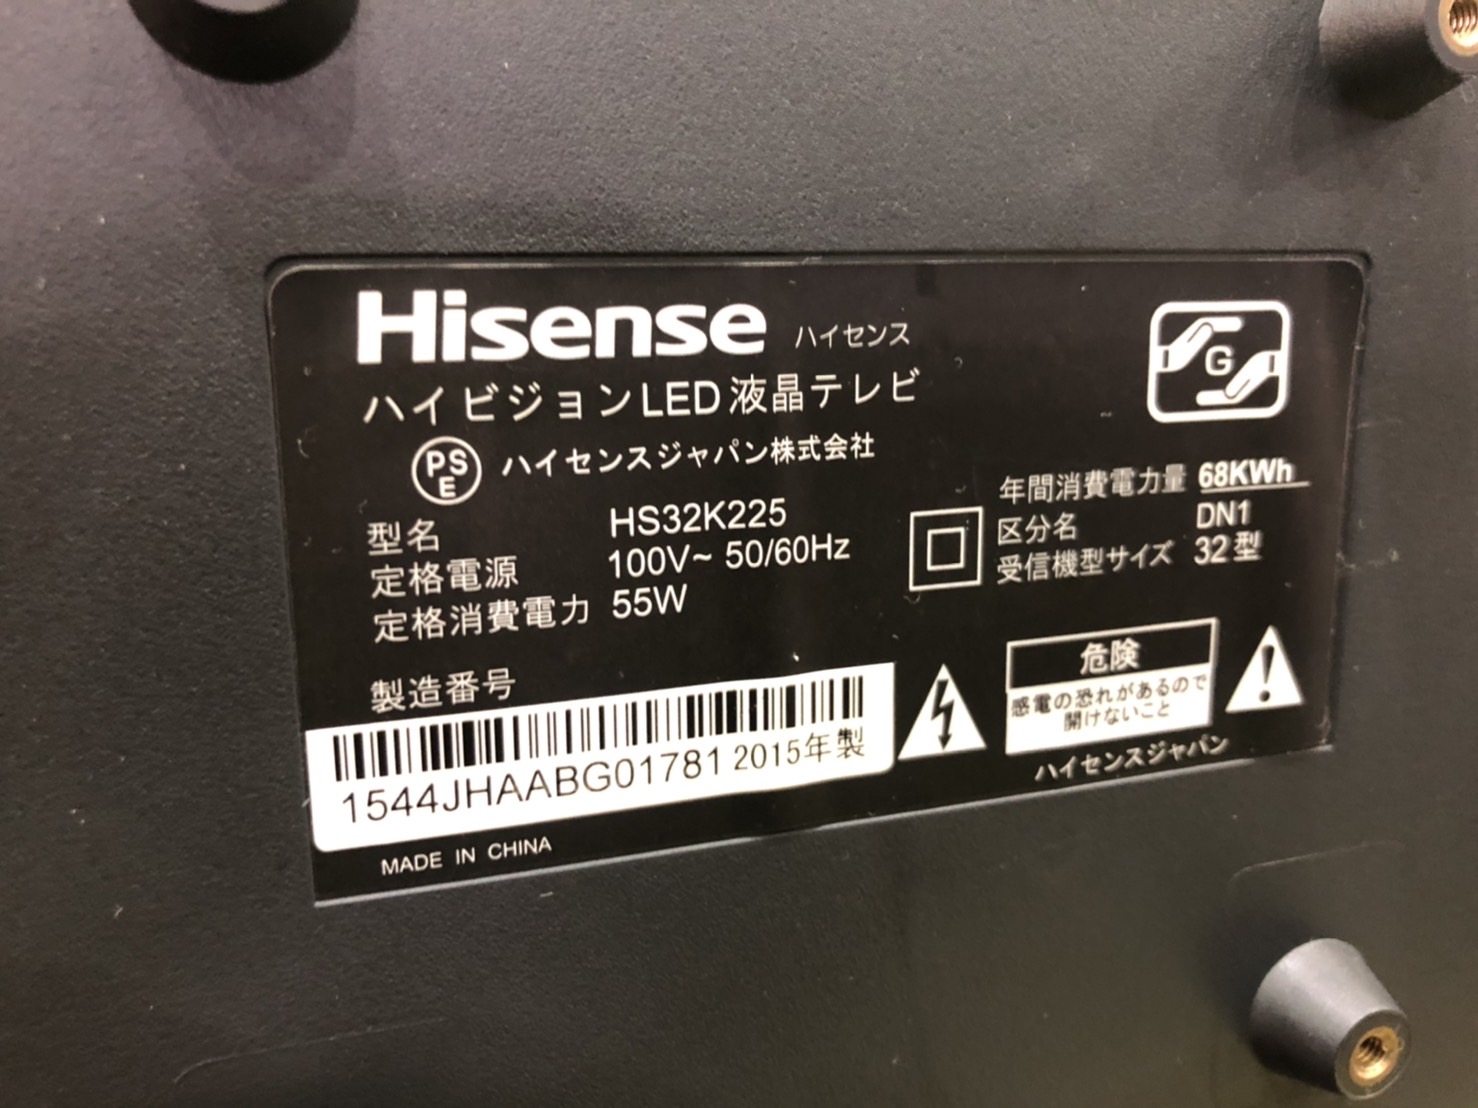 Hisense ハイセンス
ハイビジョンLED液晶テレビ
PS
E
ハイセンスジャパン株式会社
型名 HS32K225
定格電源 100V~ 50/60Hz
定格消費電力 55W
G
年間消費電力量 68KWh
区分名 DN1
受信機型サイズ 32型
製造番号
1544JHAABG01781 2015年製
MADE IN CHINA
危険
感電の恐れがあるので
開けないこと
ハイセンスジャパン